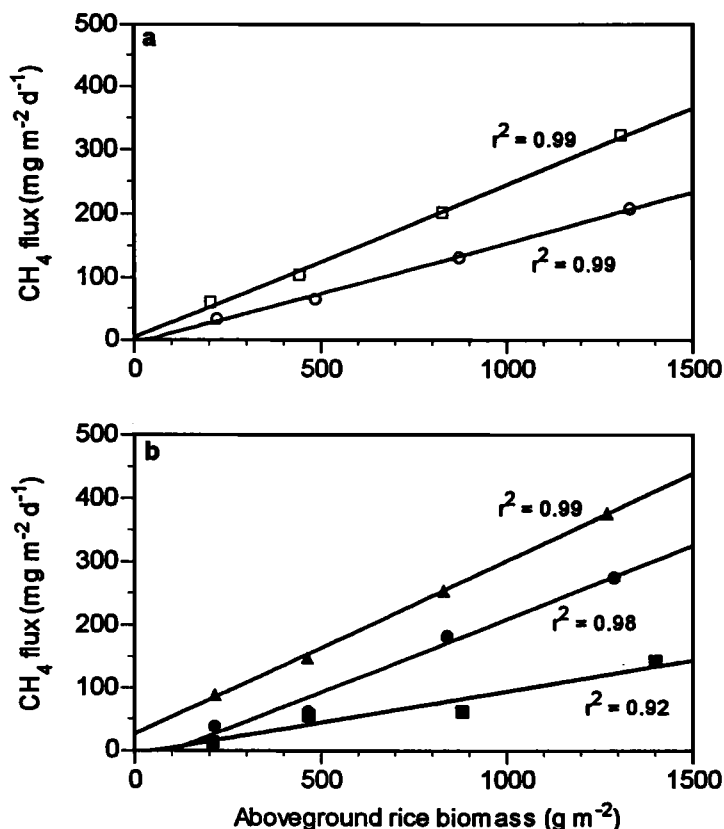 a
500
400
300
200
100
0
CH₄ flux (mg m⁻² d⁻¹)
r² = 0.99
r² = 0.99
0 500 1000 1500
b
500
400
300
200
100
0
CH₄ flux (mg m⁻² d⁻¹)
r² = 0.99
r² = 0.98
r² = 0.92
0 500 1000 1500
Aboveground rice biomass (g m⁻²)